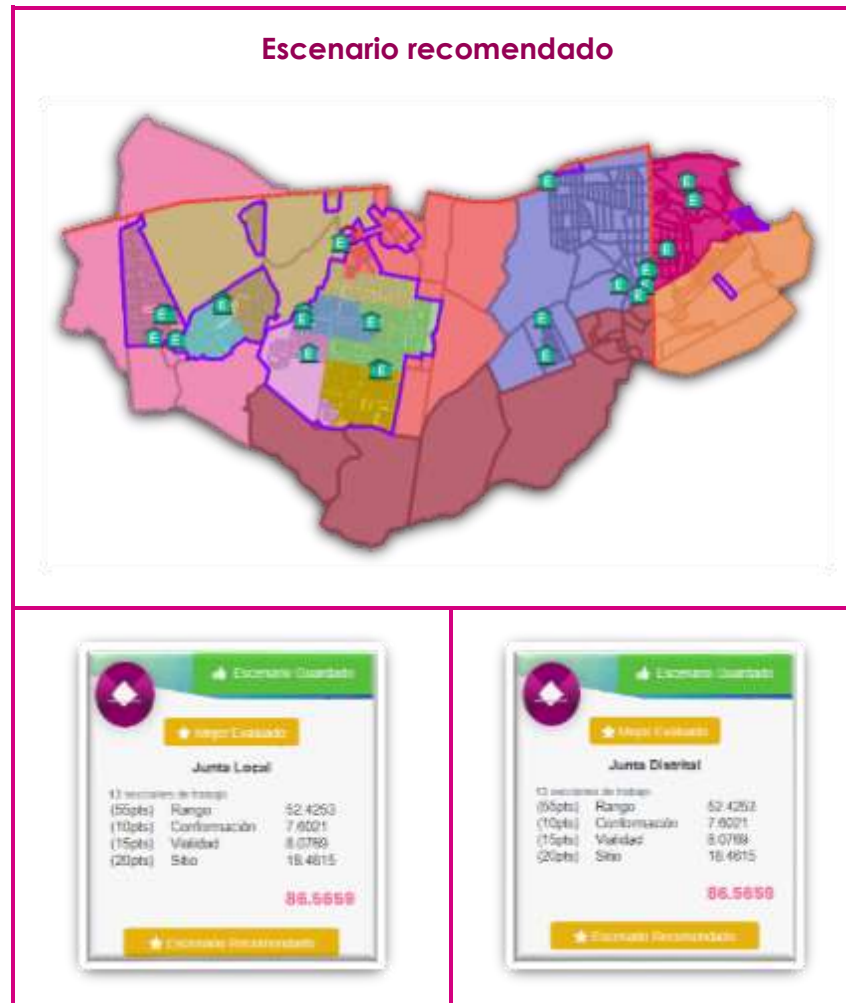 Escenario recomendado
Escenario Guardado
Mejor Evaluado
Junta Local
13 secciones de trabajo
(55pts) Rango 52.4253
(10pts) Conformación 7.6021
(15pts) Vialidad 8.0769
(20pts) Sitio 18.4615
86.5659
Escenario Recomendado
Escenario Guardado
Mejor Evaluado
Junta Distrital
13 secciones de trabajo
(55pts) Rango 52.4253
(10pts) Conformación 7.6021
(15pts) Vialidad 8.0769
(20pts) Sitio 18.4615
86.5659
Escenario Recomendado